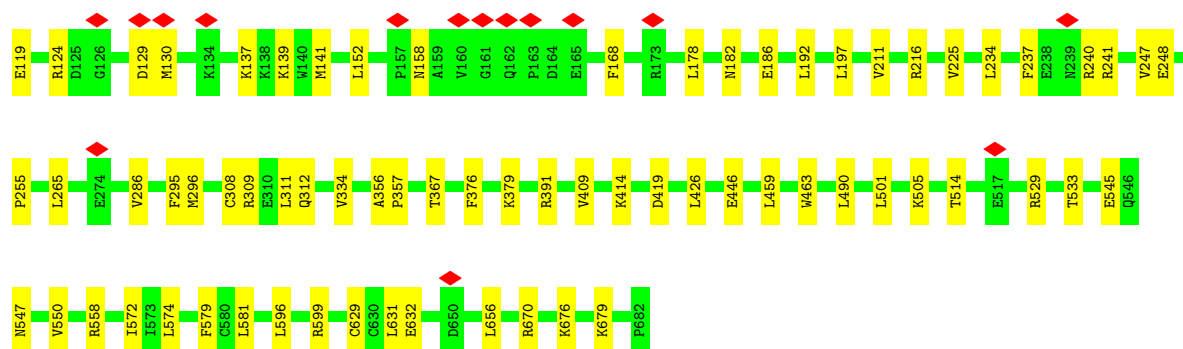 E119 R124 D125 G126 D129 M130 K134 K137 K138 K139 W140 M141 L152 P157 N158 A159 V160 G161 Q162 P163 D164 E165 F168 R173 L178 N182 E186 L192 L197 V211 R216 V225 L234 F237 E238 N239 R240 R241 V247 E248
P255 L265 E274 V286 F295 M296 C308 R309 E310 L311 Q312 V334 A356 P357 T367 F376 K379 R391 V409 K414 D419 L426 E446 L459 W463 L490 L501 K505 T514 E517 R529 T533 E545 Q546
N547 V550 R558 I572 I573 L574 F579 C580 L581 L596 R599 C629 C630 L631 E632 D650 L656 R670 K676 K679 P682